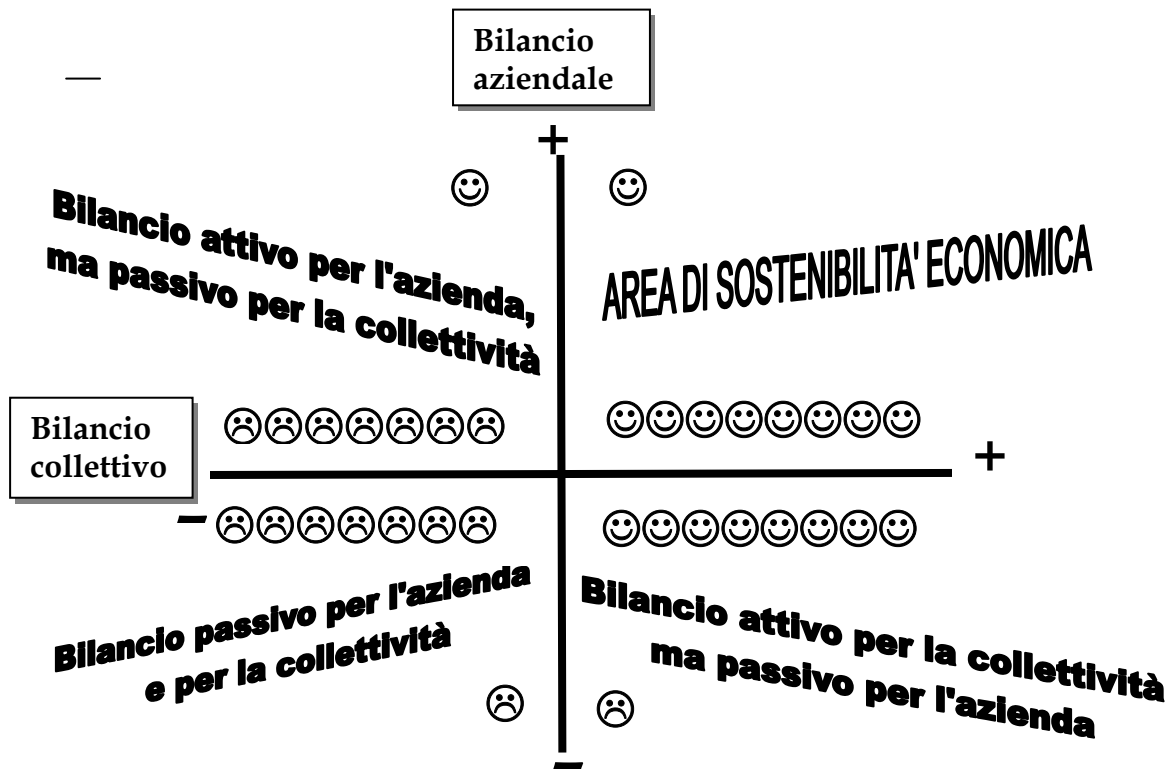 Bilancio
aziendale
—
+
Bilancio attivo per l'azienda,
ma passivo per la collettività
AREA DI SOSTENIBILITA' ECONOMICA
Bilancio
collettivo
+
-
Bilancio passivo per l'azienda
e per la collettività
Bilancio attivo per la collettività
ma passivo per l'azienda
-